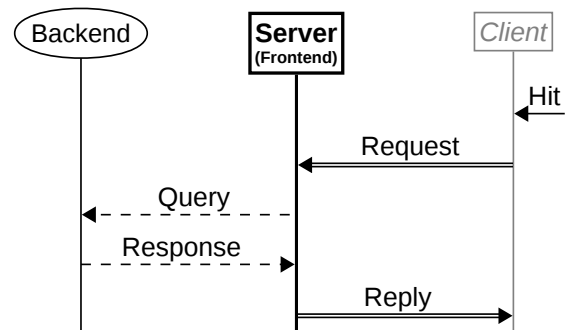 Backend
Server
(Frontend)
Client
Hit
Request
Query
Response
Reply